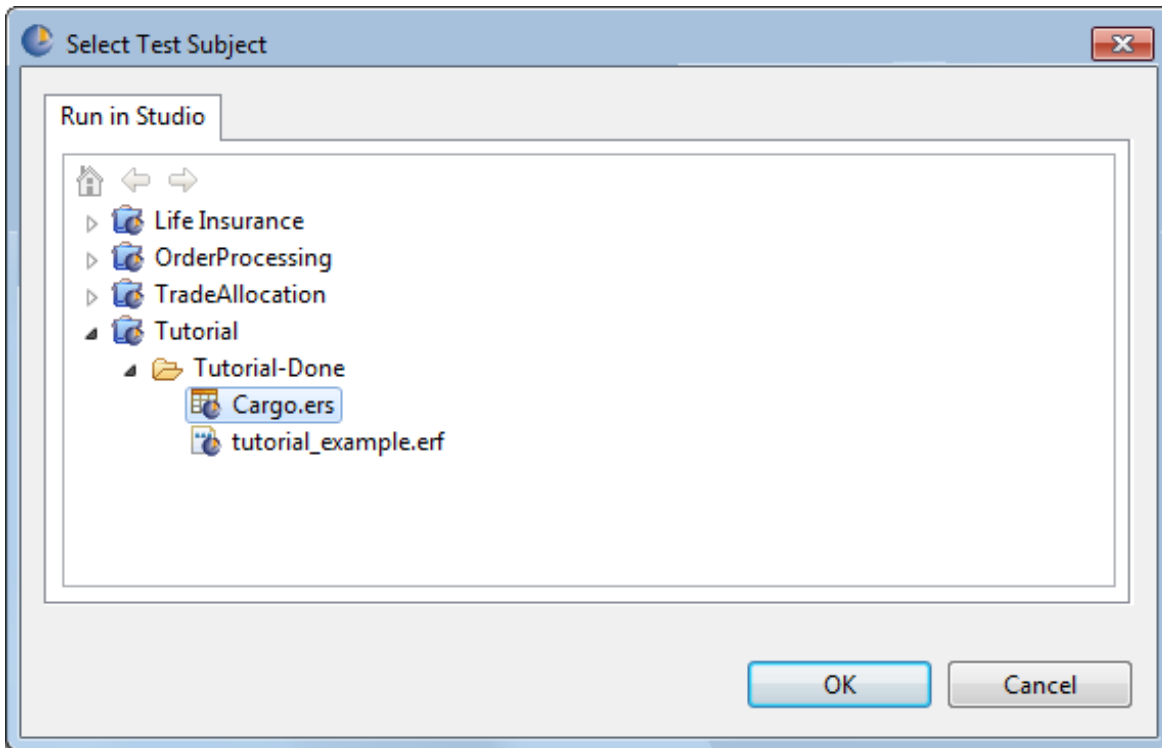 Select Test Subject
Run in Studio
Life Insurance
OrderProcessing
TradeAllocation
Tutorial
Tutorial-Done
Cargo.ers
tutorial_example.erf
OK
Cancel